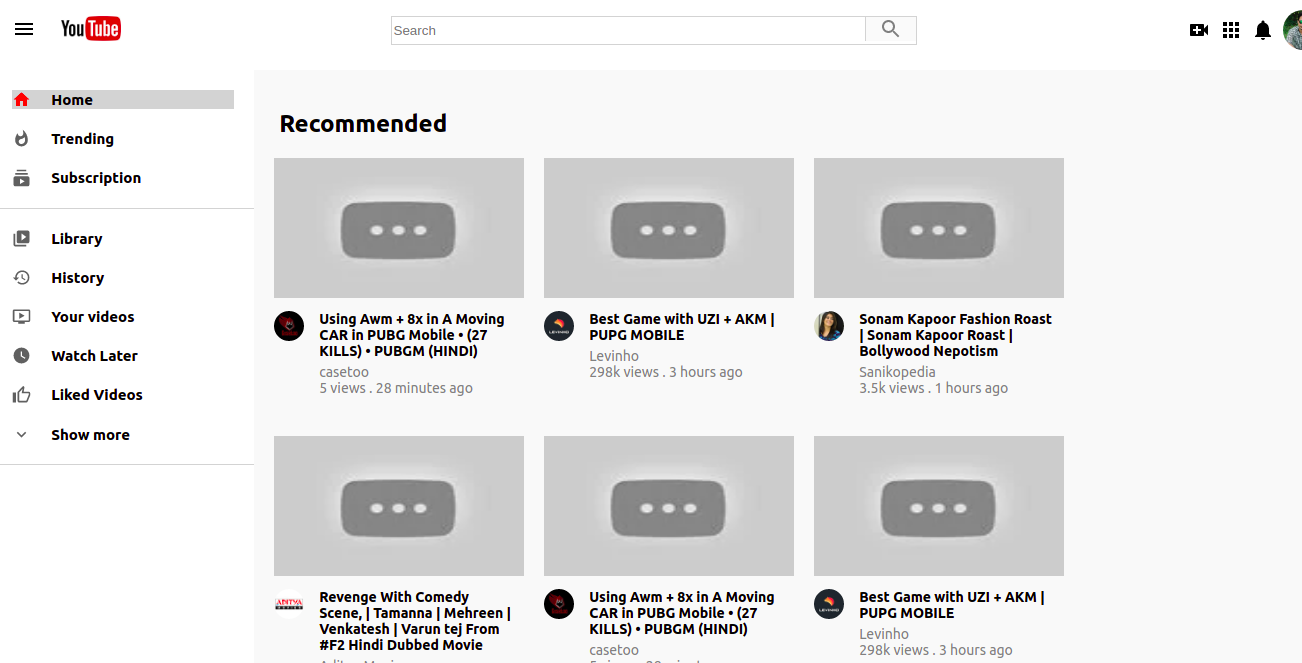 YouTube
Search
Home
Trending
Subscription
Library
History
Your videos
Watch Later
Liked Videos
Show more
Recommended
Using Awm + 8x in A Moving
CAR in PUBG Mobile • (27
KILLS) • PUBGM (HINDI)
casetoo
5 views . 28 minutes ago
LEVINHO
Best Game with UZI + AKM |
PUPG MOBILE
Levinho
298k views . 3 hours ago
Sonam Kapoor Fashion Roast
| Sonam Kapoor Roast |
Bollywood Nepotism
Sanikopedia
3.5k views . 1 hours ago
ADITYA
MOVIES
Revenge With Comedy
Scene, | Tamanna | Mehreen |
Venkatesh | Varun tej From
#F2 Hindi Dubbed Movie
Using Awm + 8x in A Moving
CAR in PUBG Mobile • (27
KILLS) • PUBGM (HINDI)
casetoo
LEVINHO
Best Game with UZI + AKM |
PUPG MOBILE
Levinho
298k views . 3 hours ago